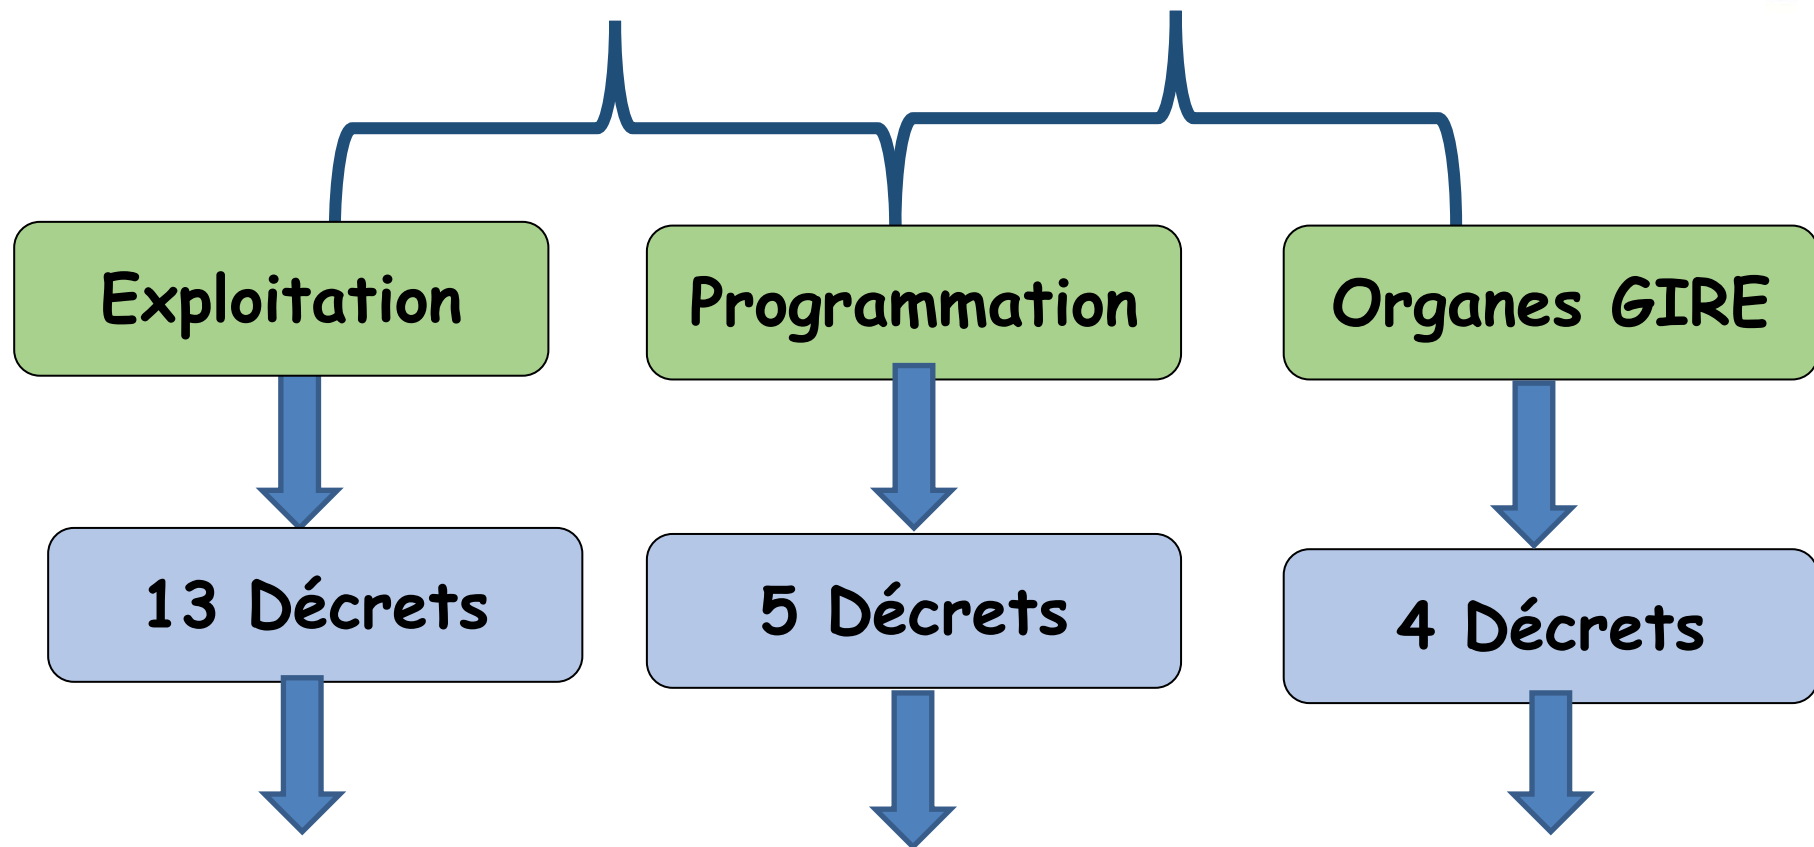 Exploitation
Programmation
Organes GIRE
13 Décrets
5 Décrets
4 Décrets